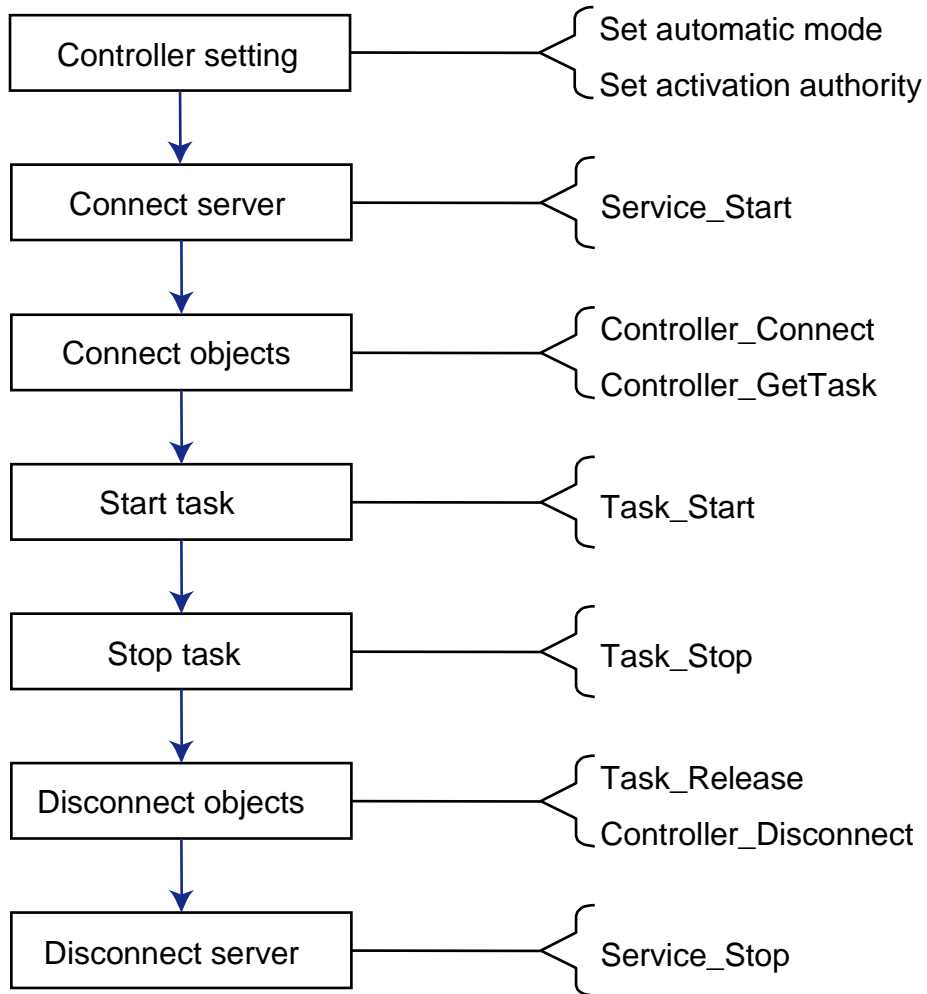 Controller setting
Set automatic mode
Set activation authority
Connect server
Service_Start
Connect objects
Controller_Connect
Controller_GetTask
Start task
Task_Start
Stop task
Task_Stop
Disconnect objects
Task_Release
Controller_Disconnect
Disconnect server
Service_Stop